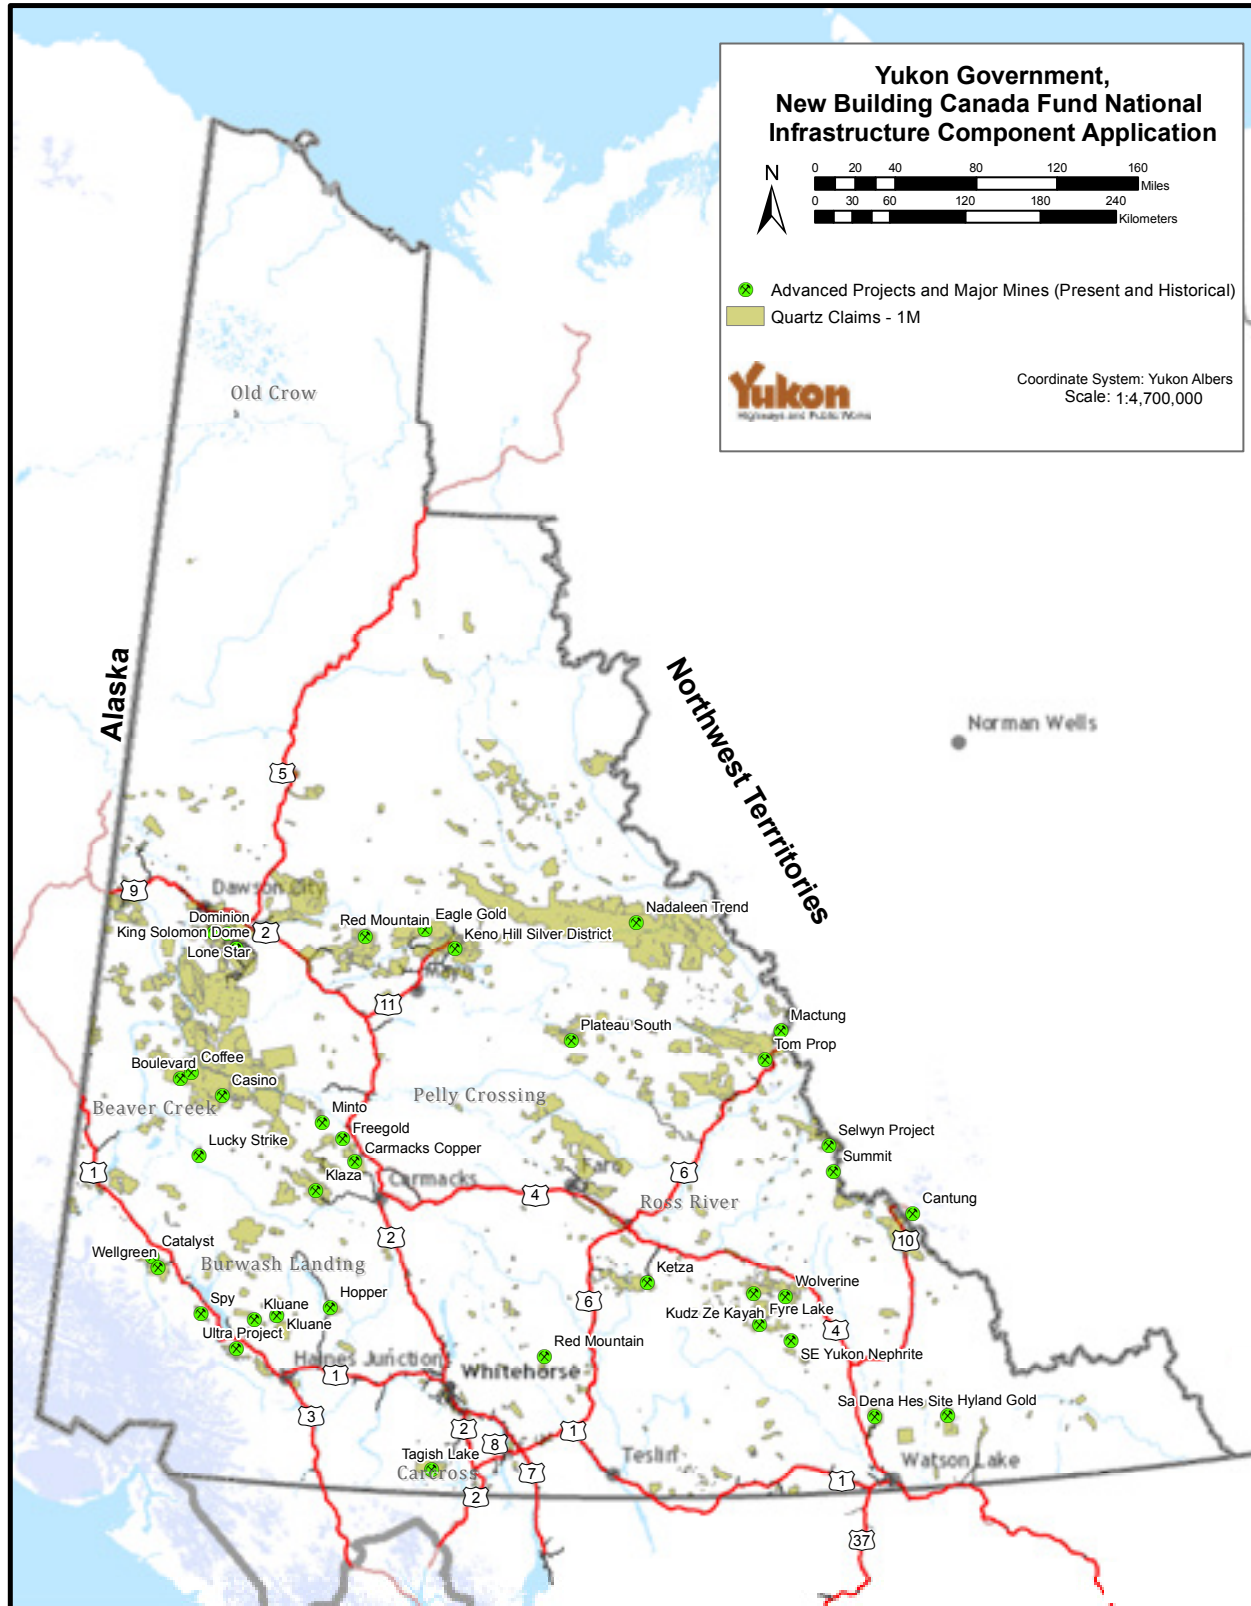 Yukon Government,
New Building Canada Fund National
Infrastructure Component Application
N
0 20 40 80 120 160
Miles
0 30 60 120 180 240
Kilometers
Advanced Projects and Major Mines (Present and Historical)
Quartz Claims - 1M
Yukon
Highways and Public Works
Coordinate System: Yukon Albers
Scale: 1:4,700,000
Old Crow
Alaska
Northwest Terrritories
Norman Wells
5
9
Dawson City
Dominion
King Solomon Dome
2
Lone Star
Red Mountain
Eagle Gold
Keno Hill Silver District
Nadaleen Trend
Mayo
11
Plateau South
Mactung
Tom Prop
Boulevard
Coffee
Casino
Beaver Creek
Pelly Crossing
Minto
Freegold
Carmacks Copper
Lucky Strike
Klaza
Carmacks
1
4
Faro
6
Ross River
Selwyn Project
Summit
Cantung
10
2
Catalyst
Wellgreen
Burwash Landing
Ketza
Wolverine
Kudz Ze Kayah
Fyre Lake
SE Yukon Nephrite
4
6
Spy
Kluane
Kluane
Hopper
Ultra Project
Red Mountain
Haines Junction
1
Whitehorse
3
2
8
1
Sa Dena Hes Site
Hyland Gold
Tagish Lake
Carcross
7
2
Teslin
1
Watson Lake
37